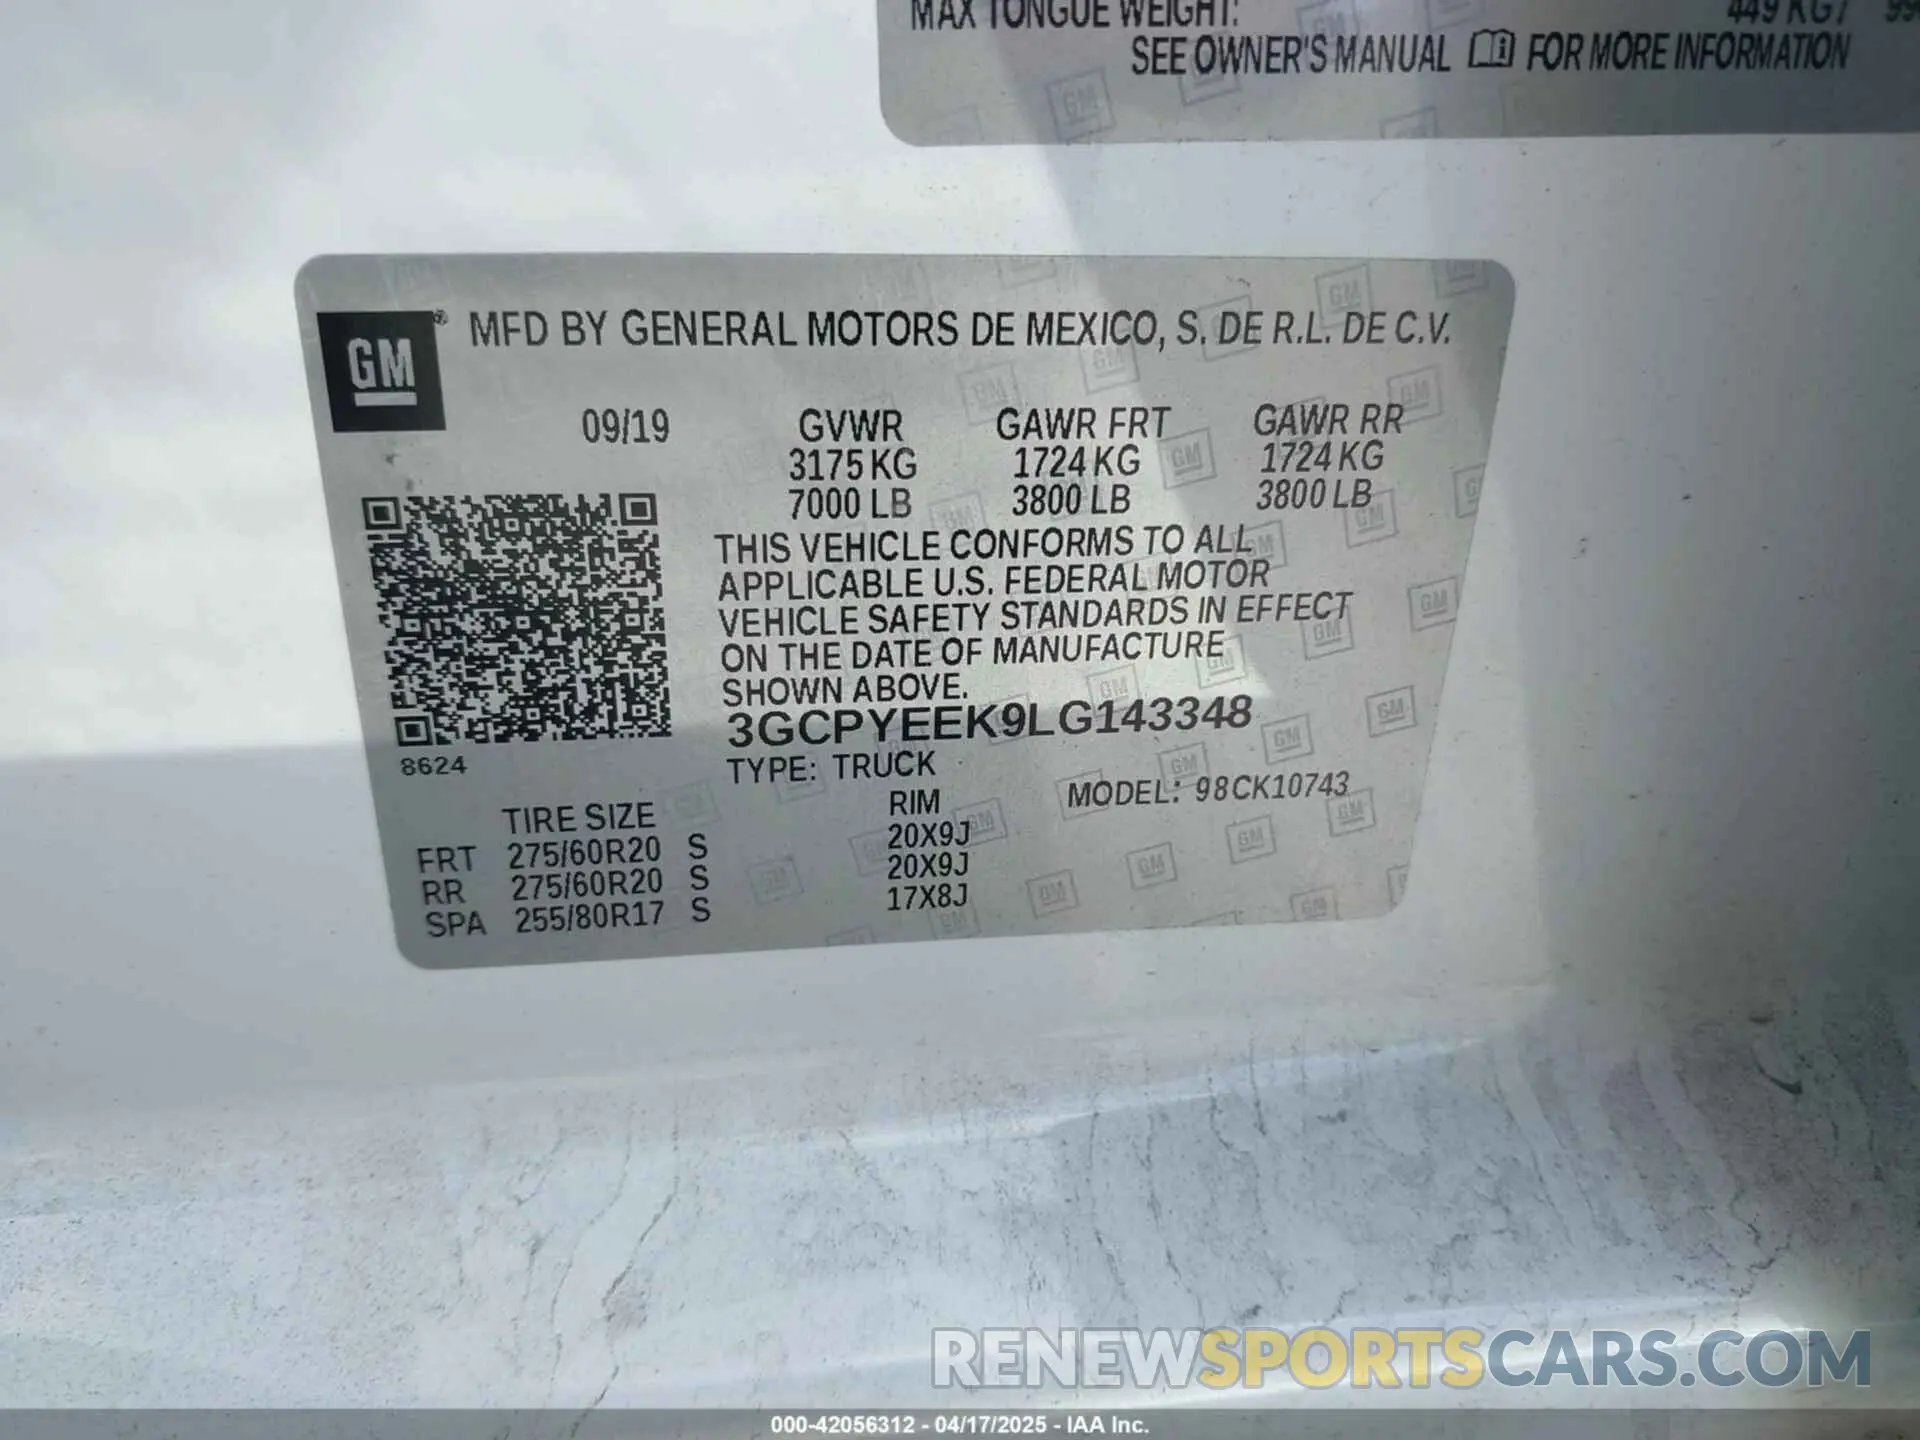 MAX TONGUE WEIGHT: 449 KG/
SEE OWNER'S MANUAL FOR MORE INFORMATION
GM® MFD BY GENERAL MOTORS DE MEXICO, S. DE R.L. DE C.V.
09/19 GVWR GAWR FRT GAWR RR
3175 KG 1724 KG 1724 KG
7000 LB 3800 LB 3800 LB
THIS VEHICLE CONFORMS TO ALL
APPLICABLE U.S. FEDERAL MOTOR
VEHICLE SAFETY STANDARDS IN EFFECT
ON THE DATE OF MANUFACTURE
SHOWN ABOVE.
3GCPYEEK9LG143348
8624
TYPE: TRUCK
MODEL: 98CK10743
TIRE SIZE RIM
FRT 275/60R20 S 20X9J
RR 275/60R20 S 20X9J
SPA 255/80R17 S 17X8J
RENEWSPORTSCARS.COM
000-42056312 - 04/17/2025 - IAA Inc.